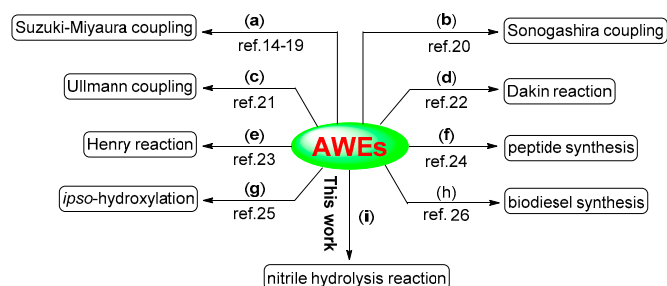 Suzuki-Miyaura coupling
(a)
ref.14-19
(b)
ref.20
Sonogashira coupling
Ullmann coupling
(c)
ref.21
(d)
ref.22
Dakin reaction
Henry reaction
(e)
ref.23
AWEs
(f)
ref.24
peptide synthesis
ipso-hydroxylation
(g)
ref.25
This work
(i)
(h)
ref. 26
biodiesel synthesis
nitrile hydrolysis reaction